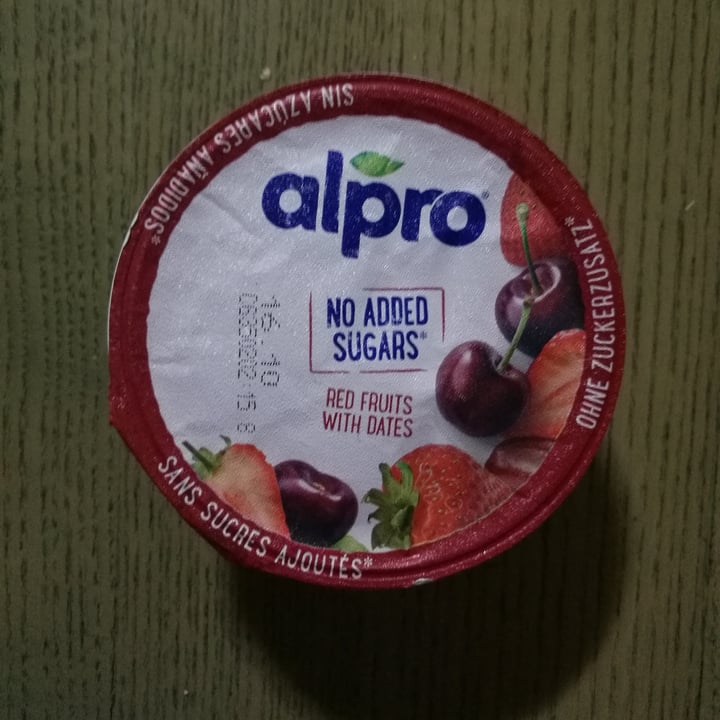 SIN AZÚCARES AÑADIDOS*
alpro
NO ADDED
SUGARS*
RED FRUITS
WITH DATES
OHNE ZUCKERZUSATZ*
SANS SUCRES AJOUTÉS*
16.10